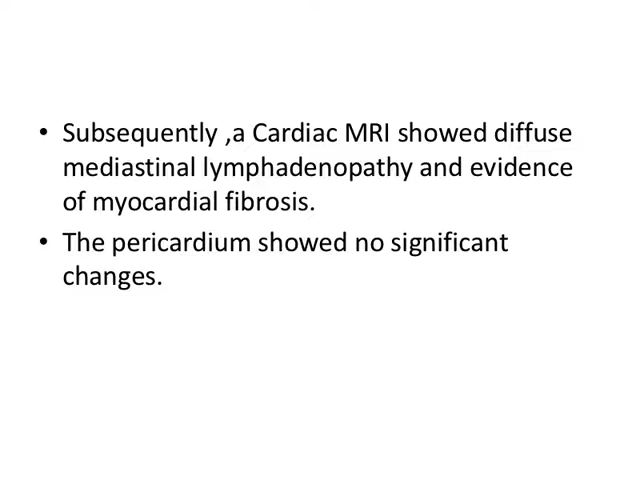 • Subsequently ,a Cardiac MRI showed diffuse
mediastinal lymphadenopathy and evidence
of myocardial fibrosis.
• The pericardium showed no significant
changes.